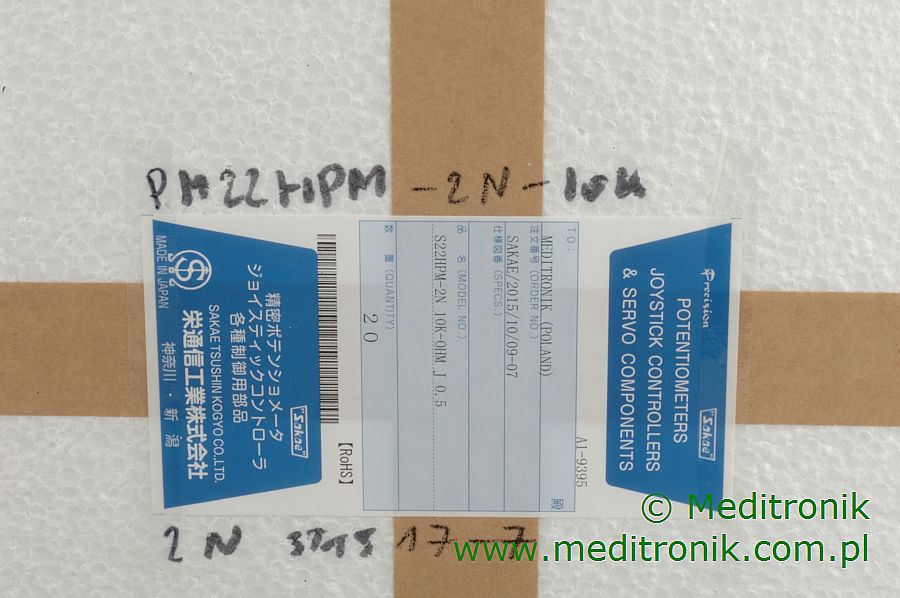 PM22HPM-2N-10k
Precision
POTENTIOMETERS
JOYSTICK CONTROLLERS
& SERVO COMPONENTS
"Sakae"
A1-9395
TO:
MEDITRONIK (POLAND)
殿
注文番号 (ORDER NO.)
SAKAE/2015/10/09-07
仕様図番 (SPECS.)
品 名 (MODEL NO.)
S22HPM-2N 10K-OHM J 0.5
数 量 (QUANTITY)
20
【RoHS】
精密ポテンショメータ
ジョイスティックコントローラ
各種制御用部品
"Sakae"
MADE IN JAPAN
SAKAE TSUSHIN KOGYO CO., LTD.
栄通信工業株式会社
神奈川・新潟
2 N 17-7
© Meditronik
www.meditronik.com.pl